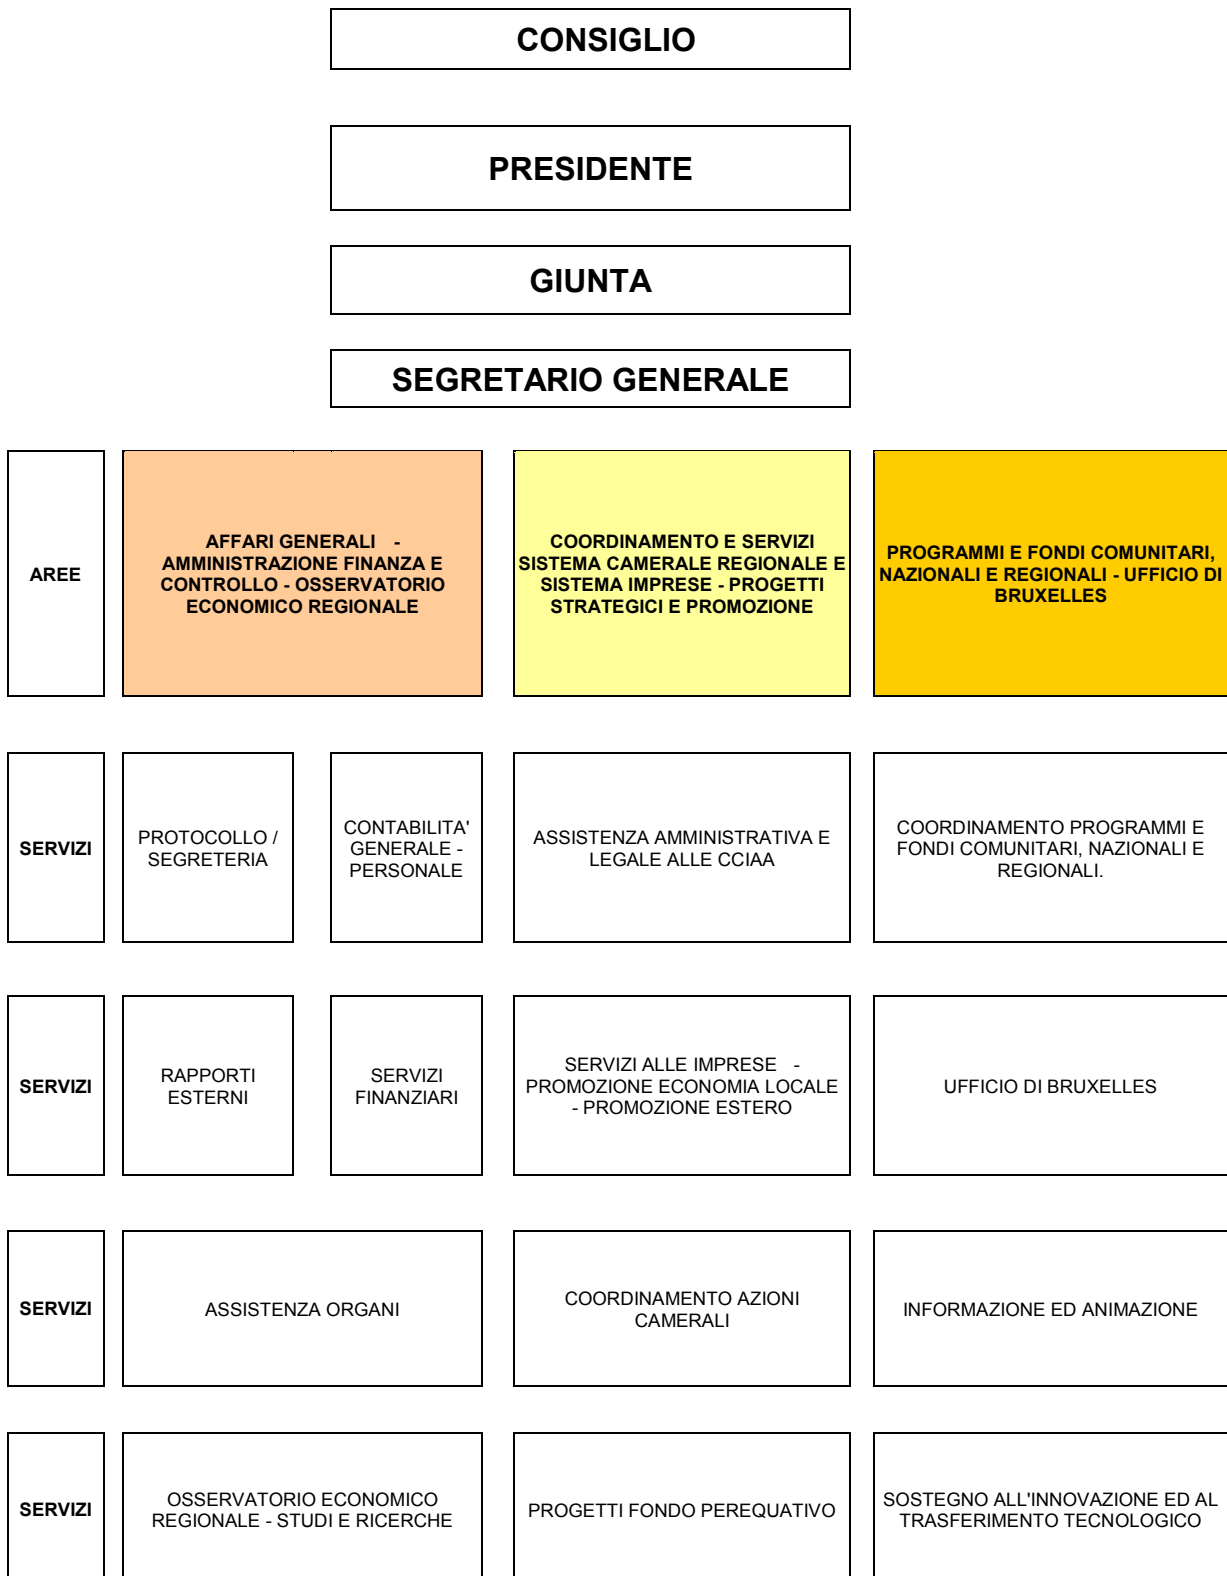 CONSIGLIO
PRESIDENTE
GIUNTA
SEGRETARIO GENERALE
AREE
AFFARI GENERALI -
AMMINISTRAZIONE FINANZA E
CONTROLLO - OSSERVATORIO
ECONOMICO REGIONALE
COORDINAMENTO E SERVIZI
SISTEMA CAMERALE REGIONALE E
SISTEMA IMPRESE - PROGETTI
STRATEGICI E PROMOZIONE
PROGRAMMI E FONDI COMUNITARI,
NAZIONALI E REGIONALI - UFFICIO DI
BRUXELLES
SERVIZI
PROTOCOLLO /
SEGRETERIA
CONTABILITA'
GENERALE -
PERSONALE
ASSISTENZA AMMINISTRATIVA E
LEGALE ALLE CCIAA
COORDINAMENTO PROGRAMMI E
FONDI COMUNITARI, NAZIONALI E
REGIONALI.
SERVIZI
RAPPORTI
ESTERNI
SERVIZI
FINANZIARI
SERVIZI ALLE IMPRESE -
PROMOZIONE ECONOMIA LOCALE
- PROMOZIONE ESTERO
UFFICIO DI BRUXELLES
SERVIZI
ASSISTENZA ORGANI
COORDINAMENTO AZIONI
CAMERALI
INFORMAZIONE ED ANIMAZIONE
SERVIZI
OSSERVATORIO ECONOMICO
REGIONALE - STUDI E RICERCHE
PROGETTI FONDO PEREQUATIVO
SOSTEGNO ALL'INNOVAZIONE ED AL
TRASFERIMENTO TECNOLOGICO